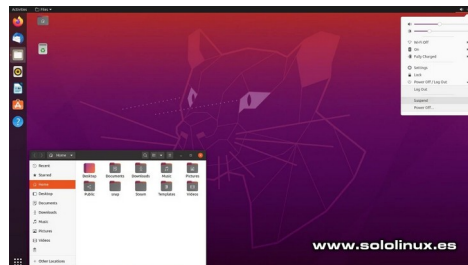 Activities
Files
Wi-Fi Off
On
Fully Charged
Settings
Lock
Power Off / Log Out
Log Out
Suspend
Power Off...
Home
Recent
Starred
Home
Desktop
Documents
Downloads
Music
Pictures
Videos
Other Locations
Desktop
Documents
Downloads
Music
Pictures
Public
snap
Steam
Templates
Videos
www.sololinux.es